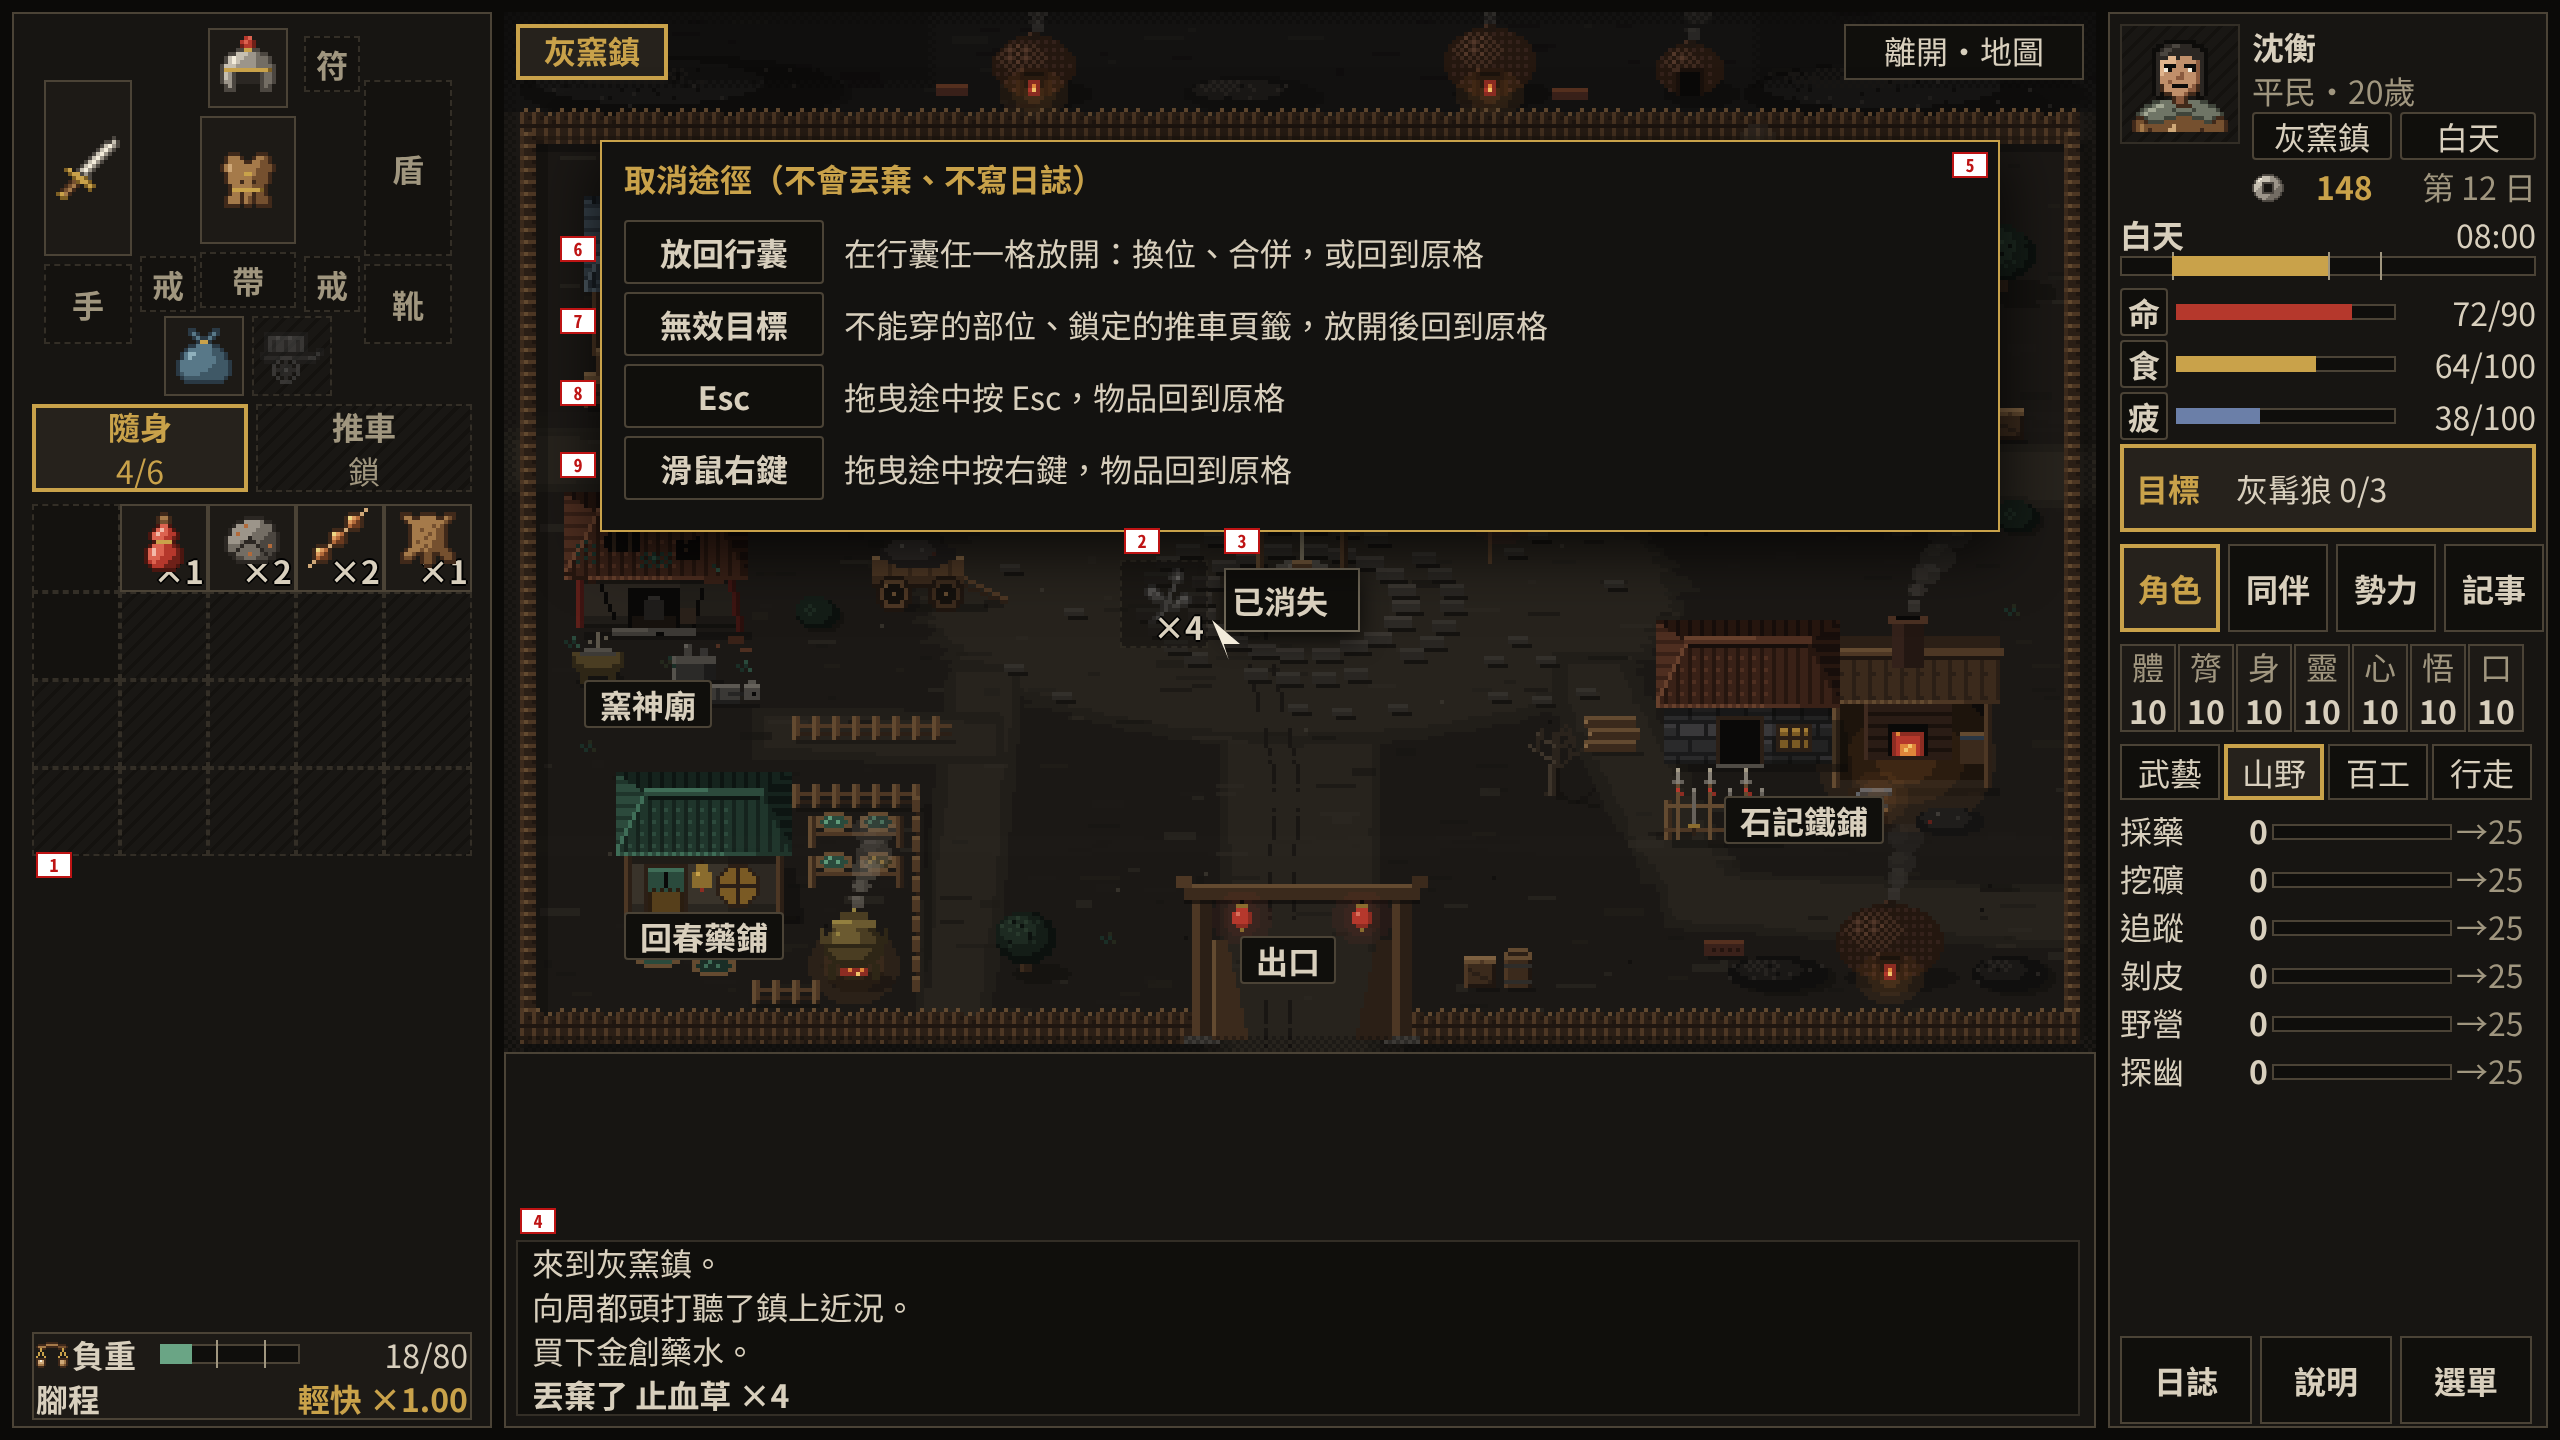 符
盾
手
戒
帶
戒
靴
隨身
4/6
推車
鎖
^1
×2
×2
×1
1
負重
18/80
腳程
輕快 ×1.00
灰窯鎮
離開・地圖
取消途徑（不會丟棄、不寫日誌）
5
6
放回行囊
在行囊任一格放開：換位、合併，或回到原格
7
無效目標
不能穿的部位、鎖定的推車頁籤，放開後回到原格
8
Esc
拖曳途中按 Esc，物品回到原格
9
滑鼠右鍵
拖曳途中按右鍵，物品回到原格
2
3
×4
已消失
窯神廟
石記鐵鋪
回春藥鋪
出口
4
來到灰窯鎮。
向周都頭打聽了鎮上近況。
買下金創藥水。
丟棄了 止血草 ×4
沈衡
平民・20歲
灰窯鎮
白天
148
第 12 日
白天
08:00
命
72/90
食
64/100
疲
38/100
目標
灰髯狼 0/3
角色
同伴
勢力
記事
體
膂
身
靈
心
悟
口
10
10
10
10
10
10
10
武藝
山野
百工
行走
採藥
0
→25
挖礦
0
→25
追蹤
0
→25
剝皮
0
→25
野營
0
→25
探幽
0
→25
日誌
說明
選單